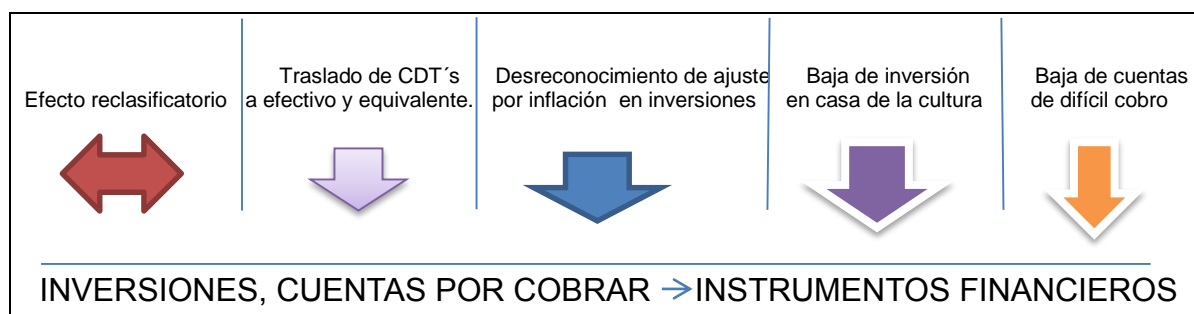 Efecto reclasificatorio
Traslado de CDT´s
a efectivo y equivalente.
Desreconocimiento de ajuste
por inflación en inversiones
Baja de inversión
en casa de la cultura
Baja de cuentas
de difícil cobro
INVERSIONES, CUENTAS POR COBRAR → INSTRUMENTOS FINANCIEROS